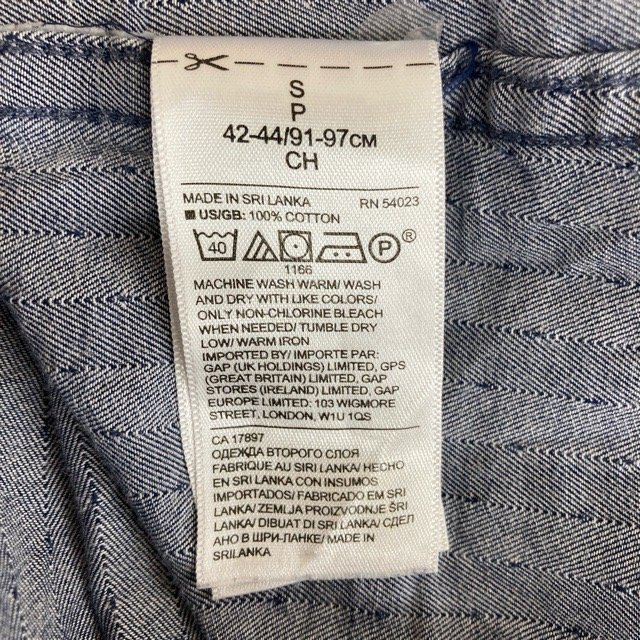 S
P
42-44/91-97CM
CH
MADE IN SRI LANKA RN 54023
US/GB: 100% COTTON
40 P ®
1166
MACHINE WASH WARM/ WASH
AND DRY WITH LIKE COLORS/
ONLY NON-CHLORINE BLEACH
WHEN NEEDED/ TUMBLE DRY
LOW/ WARM IRON
IMPORTED BY/ IMPORTE PAR:
GAP (UK HOLDINGS) LIMITED, GPS
(GREAT BRITAIN) LIMITED, GAP
STORES (IRELAND) LIMITED, GAP
EUROPE LIMITED: 103 WIGMORE
STREET, LONDON, W1U 1QS
CA 17897
ОДЕЖДА ВТОРОГО СЛОЯ
FABRIQUE AU SIRI LANKA/ HECHO
EN SRI LANKA CON INSUMOS
IMPORTADOS/ FABRICADO EM SRI
LANKA/ ZEMLJA PROIZVODNJE ŠRI
LANKA/ DIBUAT DI SRI LANKA/ СДЕЛ
АНО В ШРИ-ЛАНКЕ/ MADE IN
SRILANKA